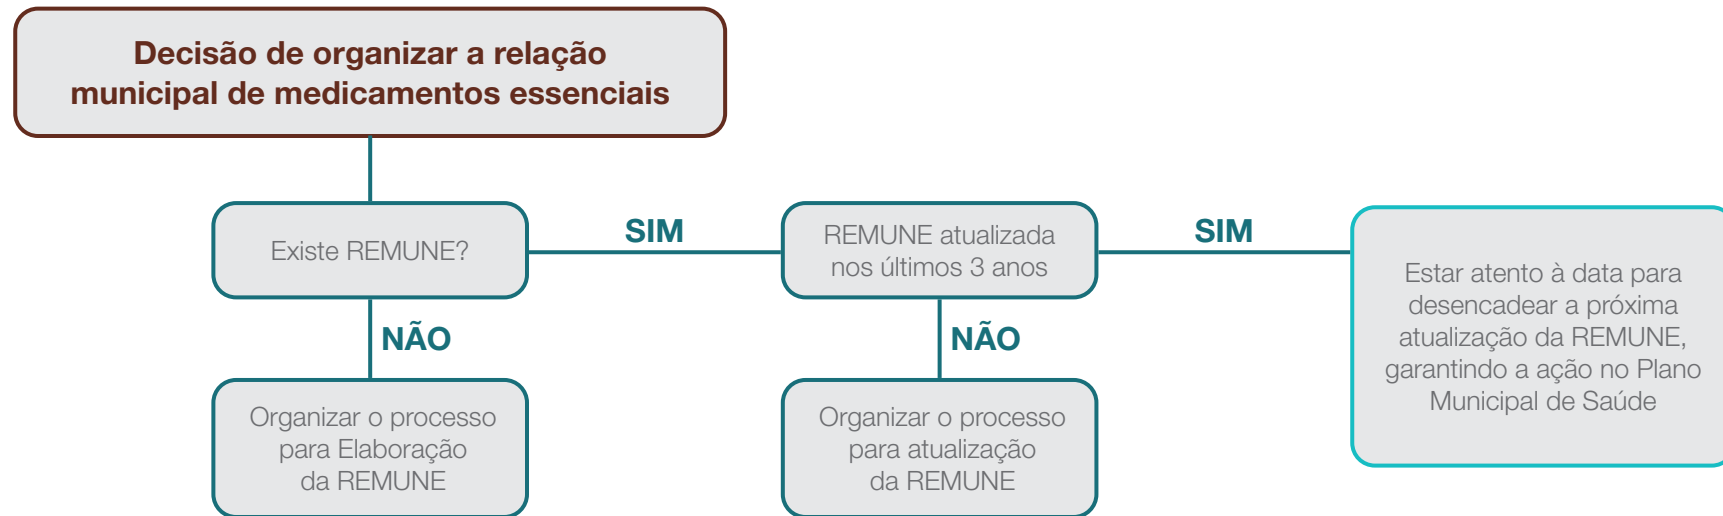 Decisão de organizar a relação
municipal de medicamentos essenciais
Existe REMUNE?
SIM
REMUNE atualizada
nos últimos 3 anos
SIM
Estar atento à data para
desencadear a próxima
atualização da REMUNE,
garantindo a ação no Plano
Municipal de Saúde
NÃO
NÃO
Organizar o processo
para Elaboração
da REMUNE
Organizar o processo
para atualização
da REMUNE